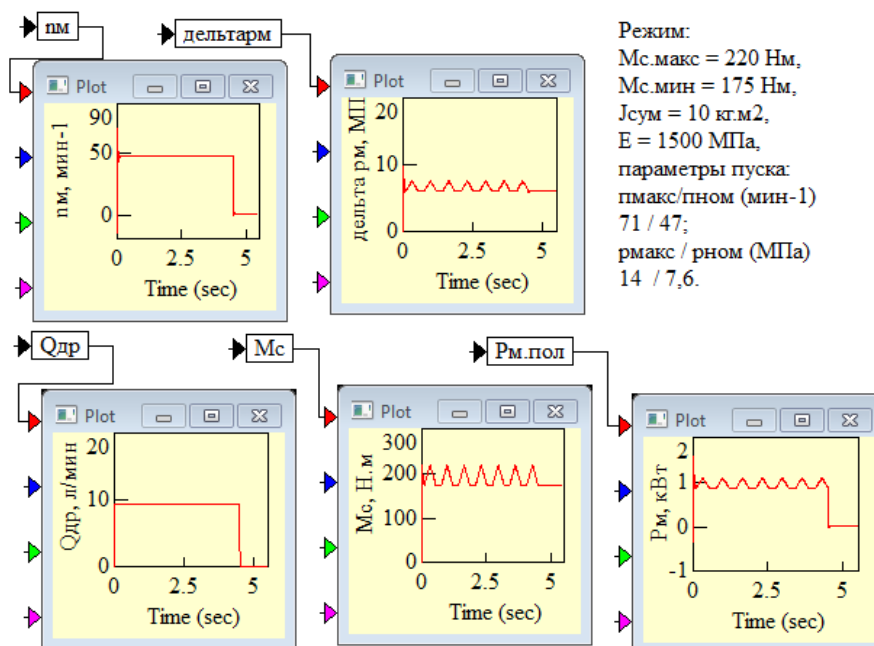 nм
дельтарм
Режим:
Мс.макс = 220 Нм,
Мс.мин = 175 Нм,
Jсум = 10 кг.м2,
E = 1500 МПа,
параметры пуска:
nмакс/nном (мин-1)
71 / 47;
рмакс / рном (МПа)
14 / 7,6.
Plot
nм, мин-1
90
50
0
0
2.5
5
Time (sec)
Plot
дельта рм, МП
20
10
0
0
2.5
5
Time (sec)
Qдр
Мс
Рм.пол
Plot
Qдр, л/мин
20
10
0
0
2.5
5
Time (sec)
Plot
Мс, Н.м
300
200
100
0
0
2.5
5
Time (sec)
Plot
Рм, кВт
2
1
0
-1
0
2.5
5
Time (sec)